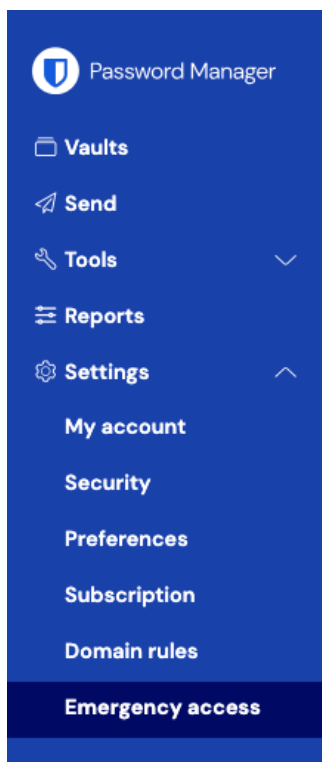 Password Manager
Vaults
Send
Tools
Reports
Settings
My account
Security
Preferences
Subscription
Domain rules
Emergency access